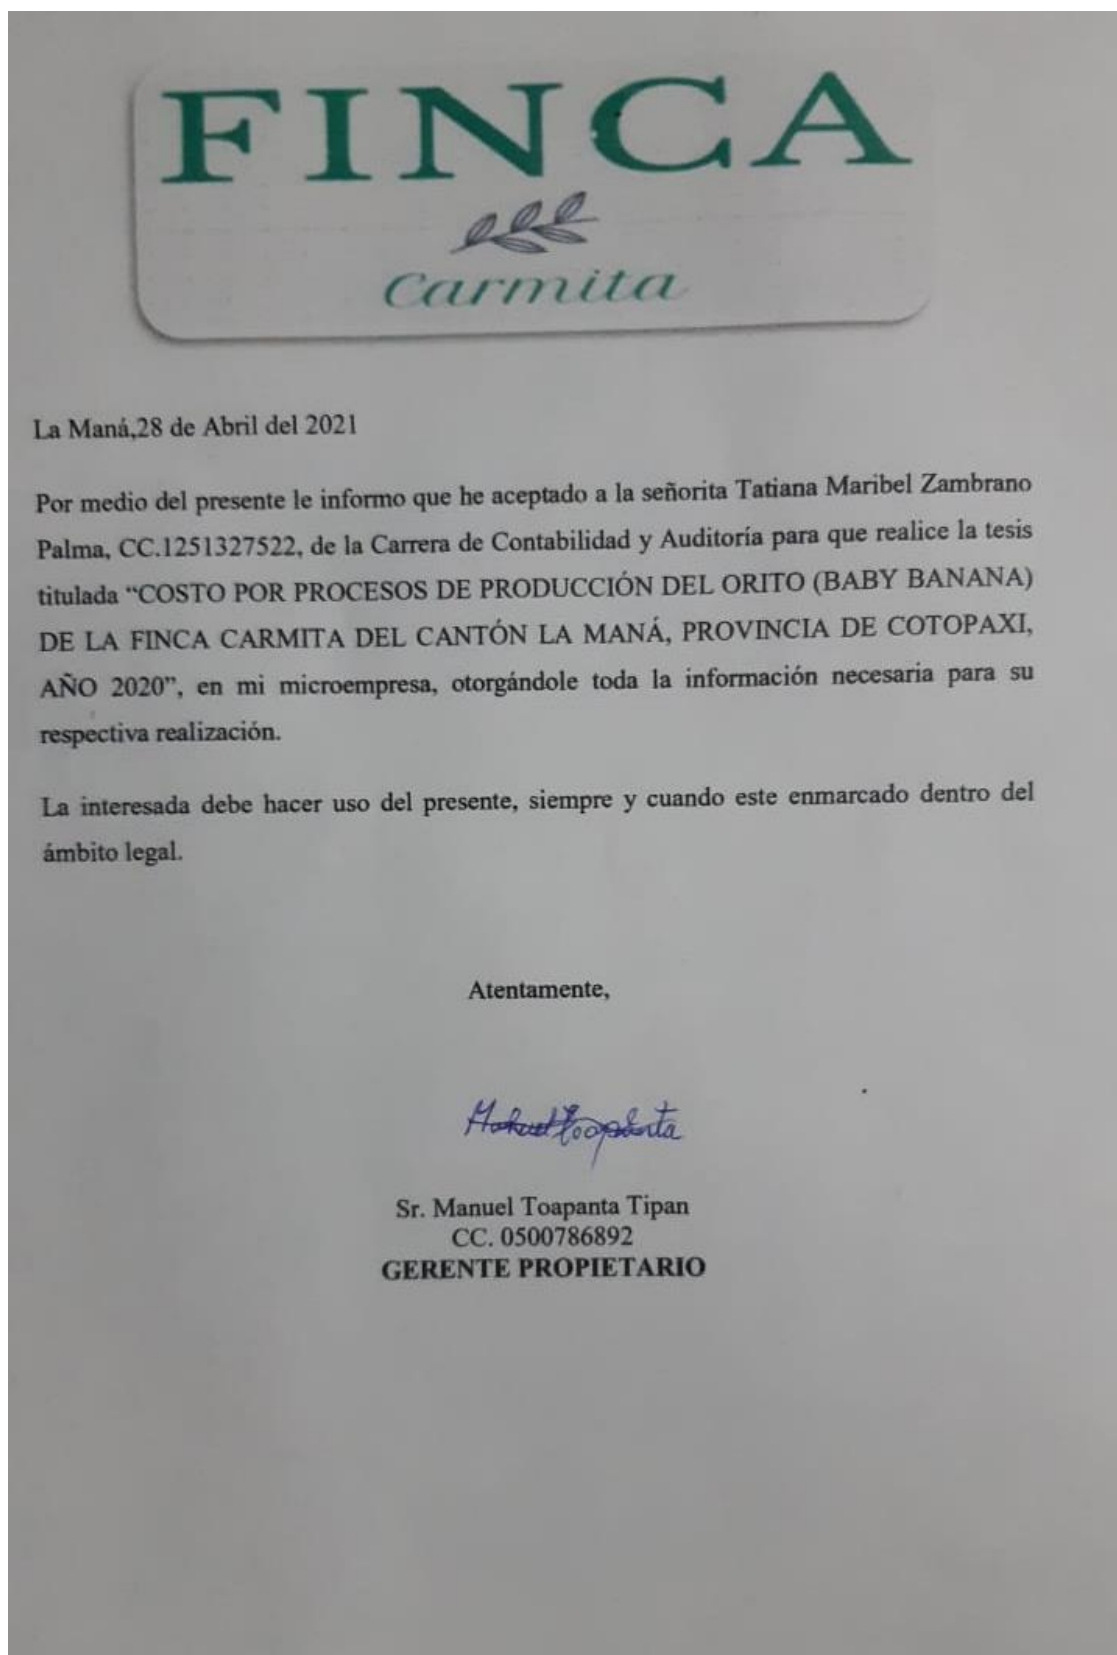 FINCA
Carmita
La Maná,28 de Abril del 2021
Por medio del presente le informo que he aceptado a la señorita Tatiana Maribel Zambrano
Palma, CC.1251327522, de la Carrera de Contabilidad y Auditoría para que realice la tesis
titulada “COSTO POR PROCESOS DE PRODUCCIÓN DEL ORITO (BABY BANANA)
DE LA FINCA CARMITA DEL CANTÓN LA MANÁ, PROVINCIA DE COTOPAXI,
AÑO 2020”, en mi microempresa, otorgándole toda la información necesaria para su
respectiva realización.
La interesada debe hacer uso del presente, siempre y cuando este enmarcado dentro del
ámbito legal.
Atentamente,
Manuel Toapanta
Sr. Manuel Toapanta Tipan
CC. 0500786892
GERENTE PROPIETARIO